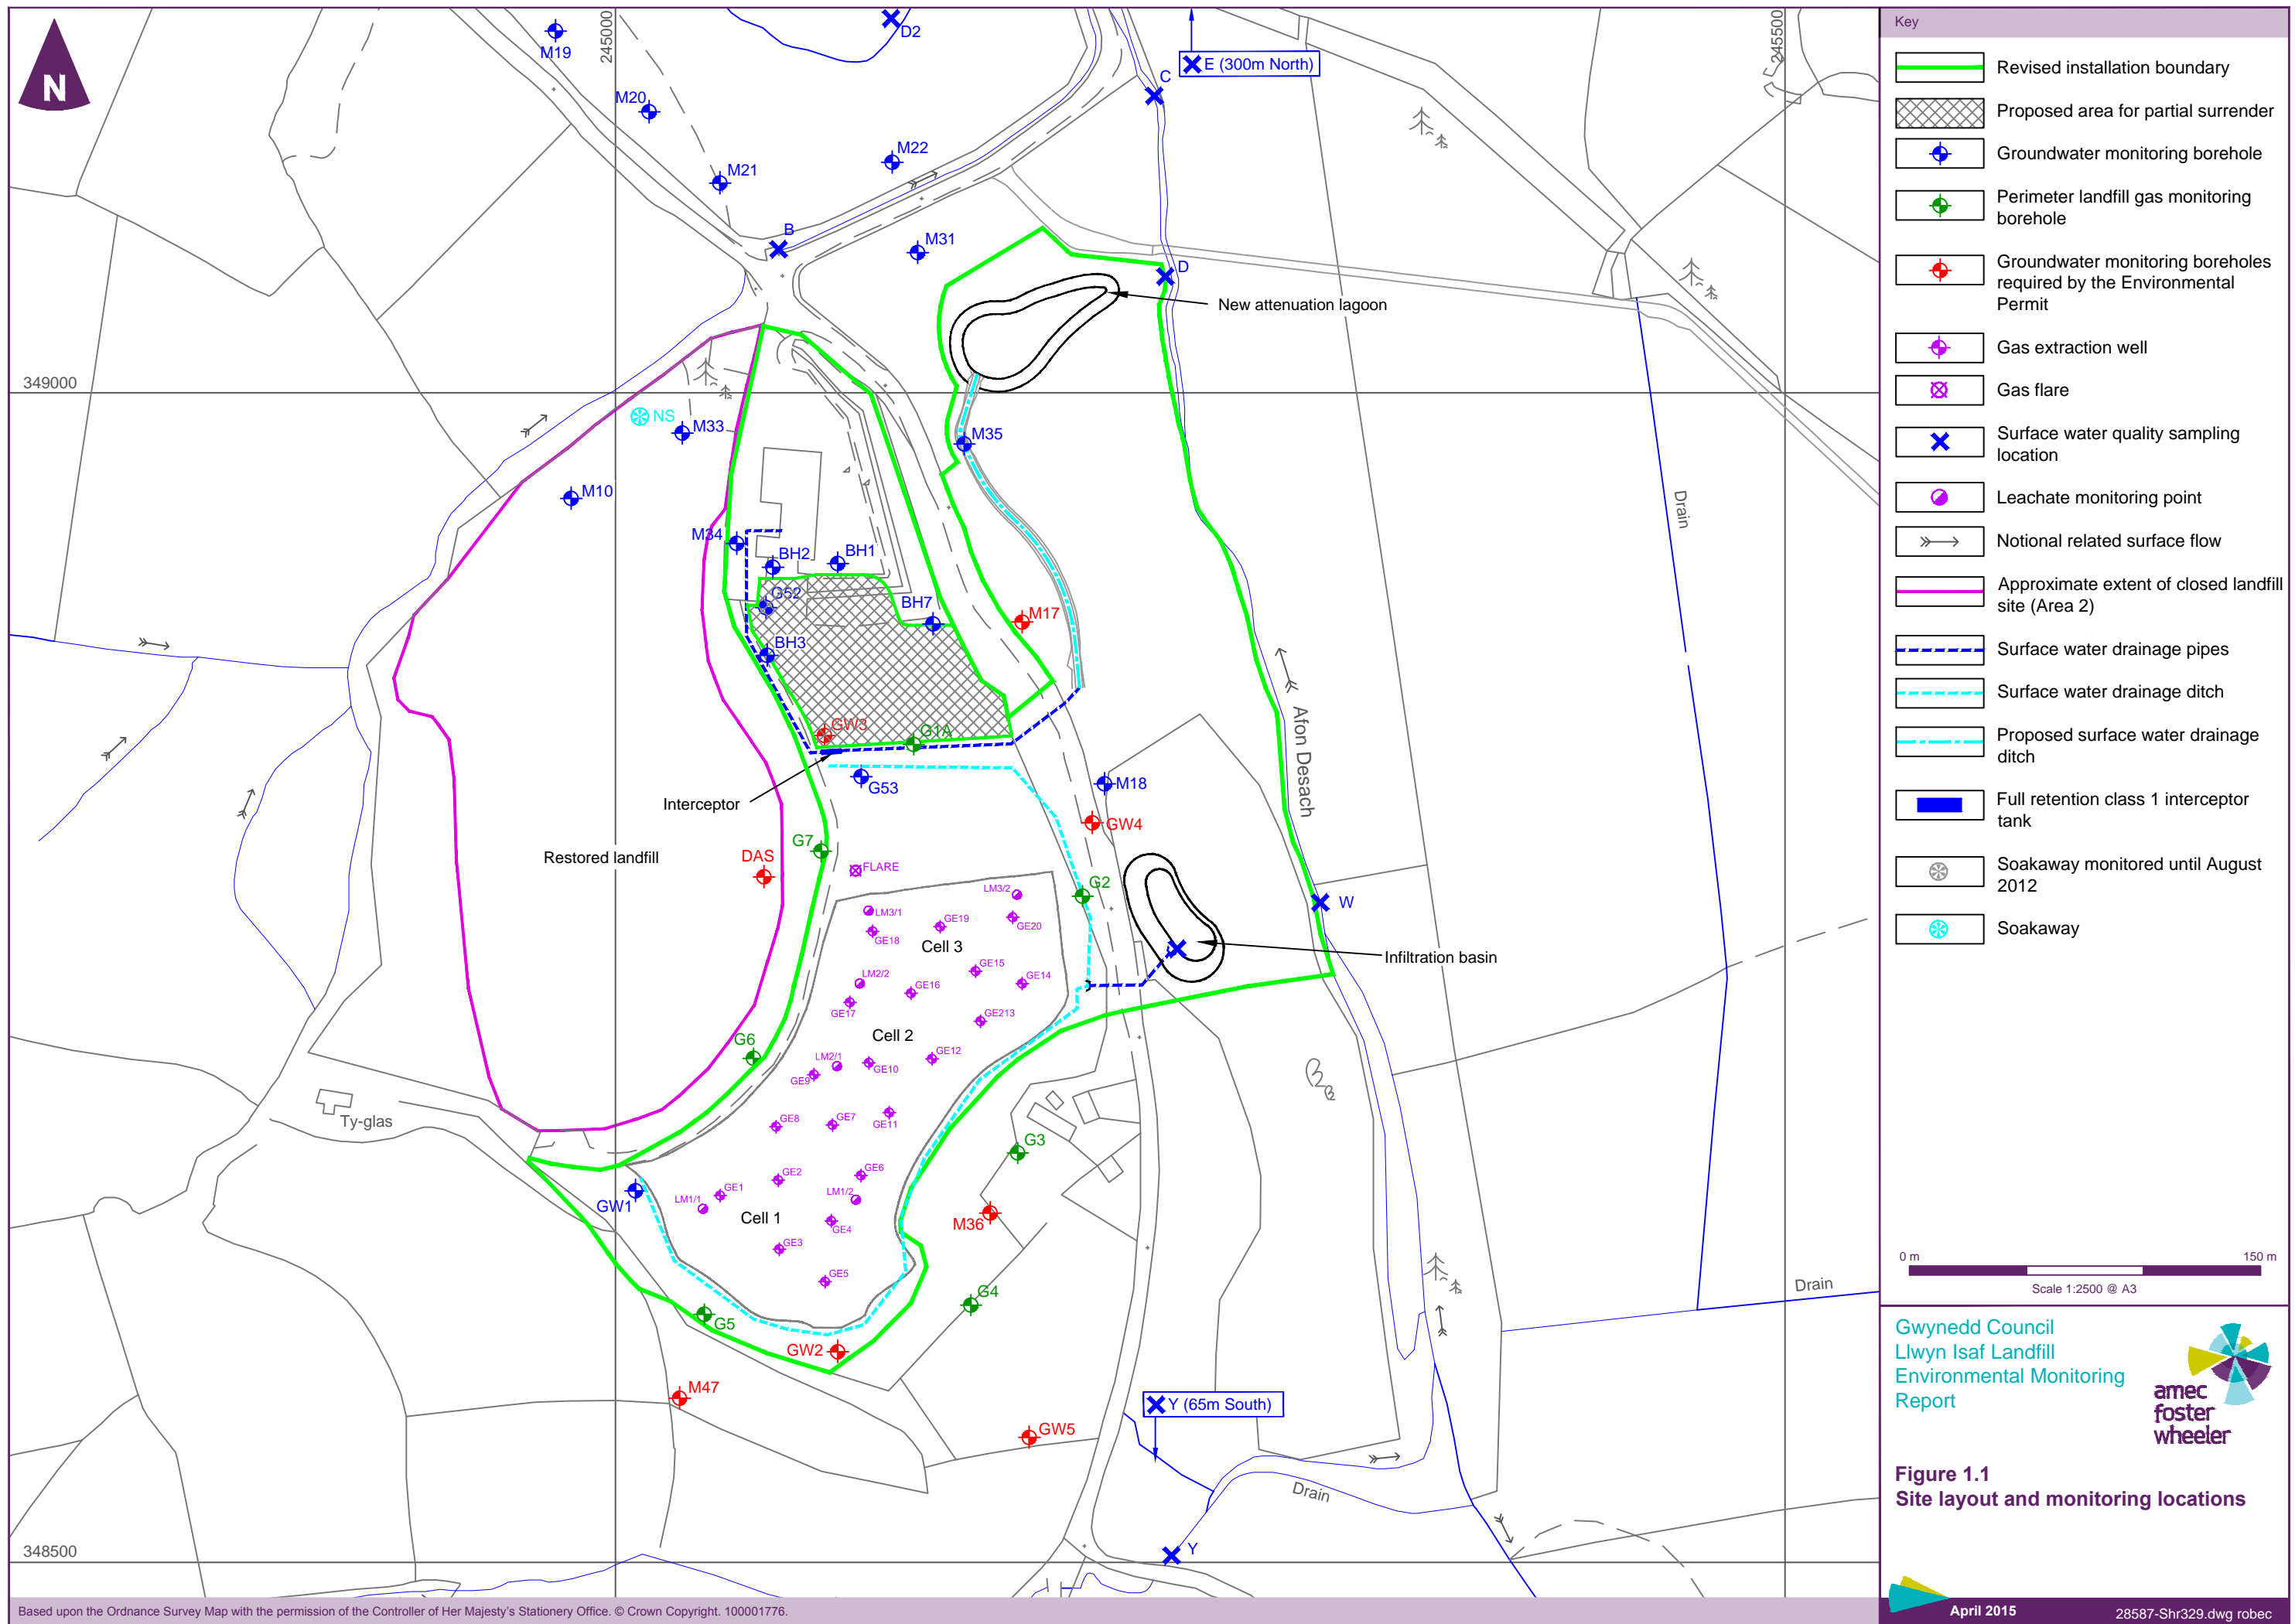 N
M19
245000
D2
E (300m North)
245500
C
M20
M22
M21
B
M31
D
New attenuation lagoon
349000
NS
M33
M35
M10
Drain
M34
BH2
BH1
G52
BH7
M17
BH3
Afon Desach
GW3
G1A
G53
M18
Interceptor
GW4
G7
Restored landfill
DAS
FLARE
G2
LM3/2
LM3/1
GE19
GE20
W
GE18
Cell 3
Infiltration basin
GE15
LM2/2
GE14
GE16
GE17
GE213
Cell 2
G6
LM2/1
GE12
GE10
GE9
Ty-glas
GE8
GE7
GE11
G3
GE2
GE6
GE1
LM1/2
LM1/1
GW1
Cell 1
GE4
M36
GE3
GE5
G4
Drain
G5
GW2
M47
Y (65m South)
GW5
Drain
Y
348500
Based upon the Ordnance Survey Map with the permission of the Controller of Her Majesty's Stationery Office. © Crown Copyright. 100001776.
Key
Revised installation boundary
Proposed area for partial surrender
Groundwater monitoring borehole
Perimeter landfill gas monitoring
borehole
Groundwater monitoring boreholes
required by the Environmental
Permit
Gas extraction well
Gas flare
Surface water quality sampling
location
Leachate monitoring point
Notional related surface flow
Approximate extent of closed landfill
site (Area 2)
Surface water drainage pipes
Surface water drainage ditch
Proposed surface water drainage
ditch
Full retention class 1 interceptor
tank
Soakaway monitored until August
2012
Soakaway
0 m 150 m
Scale 1:2500 @ A3
Gwynedd Council
Llwyn Isaf Landfill
Environmental Monitoring
Report
amec
foster
wheeler
Figure 1.1
Site layout and monitoring locations
April 2015
28587-Shr329.dwg robec